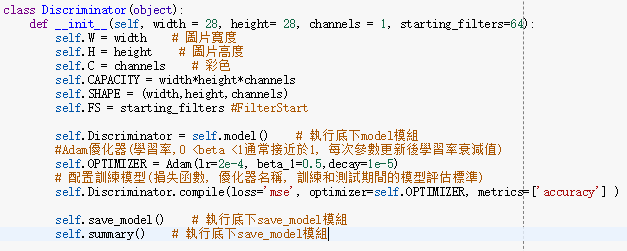 class Discriminator(object):
def __init__(self, width = 28, height= 28, channels = 1, starting_filters=64):
self.W = width # 圖片寬度
self.H = height # 圖片高度
self.C = channels # 彩色
self.CAPACITY = width*height*channels
self.SHAPE = (width,height,channels)
self.FS = starting_filters #FilterStart
self.Discriminator = self.model() # 執行底下model模組
#Adam優化器(學習率,0 <beta <1通常接近於1, 每次參數更新後學習率衰減值)
self.OPTIMIZER = Adam(lr=2e-4, beta_1=0.5,decay=1e-5)
# 配置訓練模型(損失函數, 優化器名稱, 訓練和測試期間的模型評估標準)
self.Discriminator.compile(loss='mse', optimizer=self.OPTIMIZER, metrics=['accuracy'] )
self.save_model() # 執行底下save_model模組
self.summary() # 執行底下save_model模組